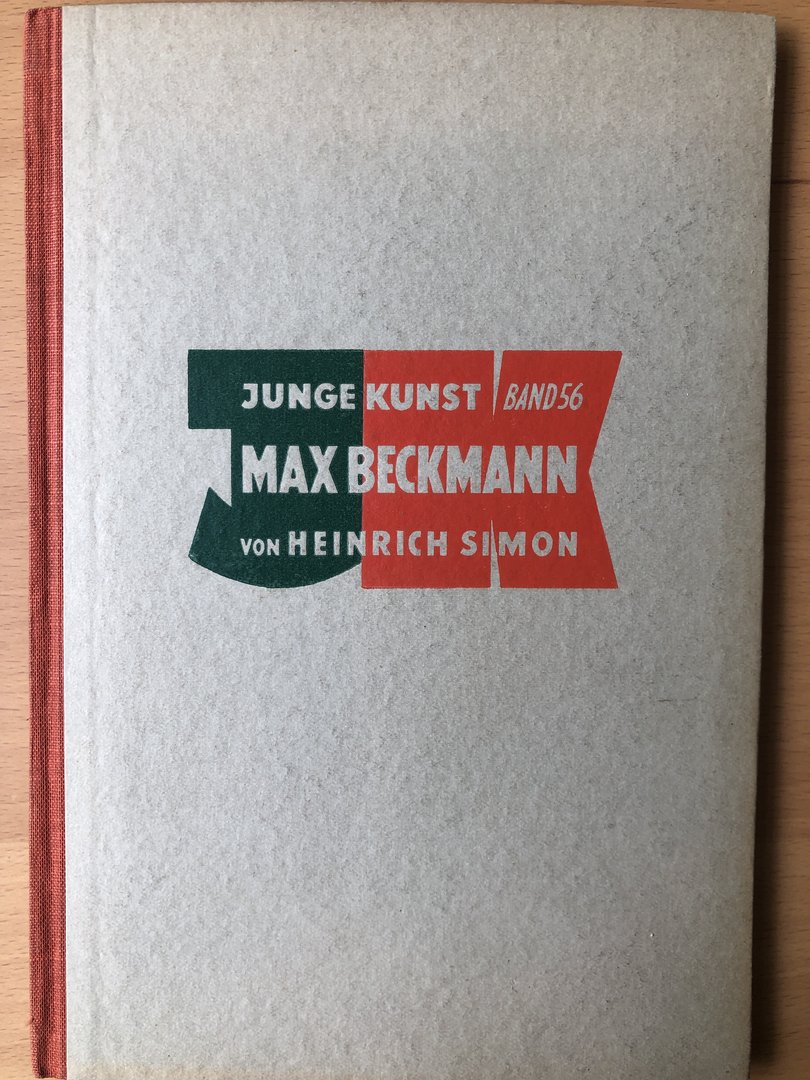 JUNGE KUNST BAND 56
MAX BECKMANN
VON HEINRICH SIMON